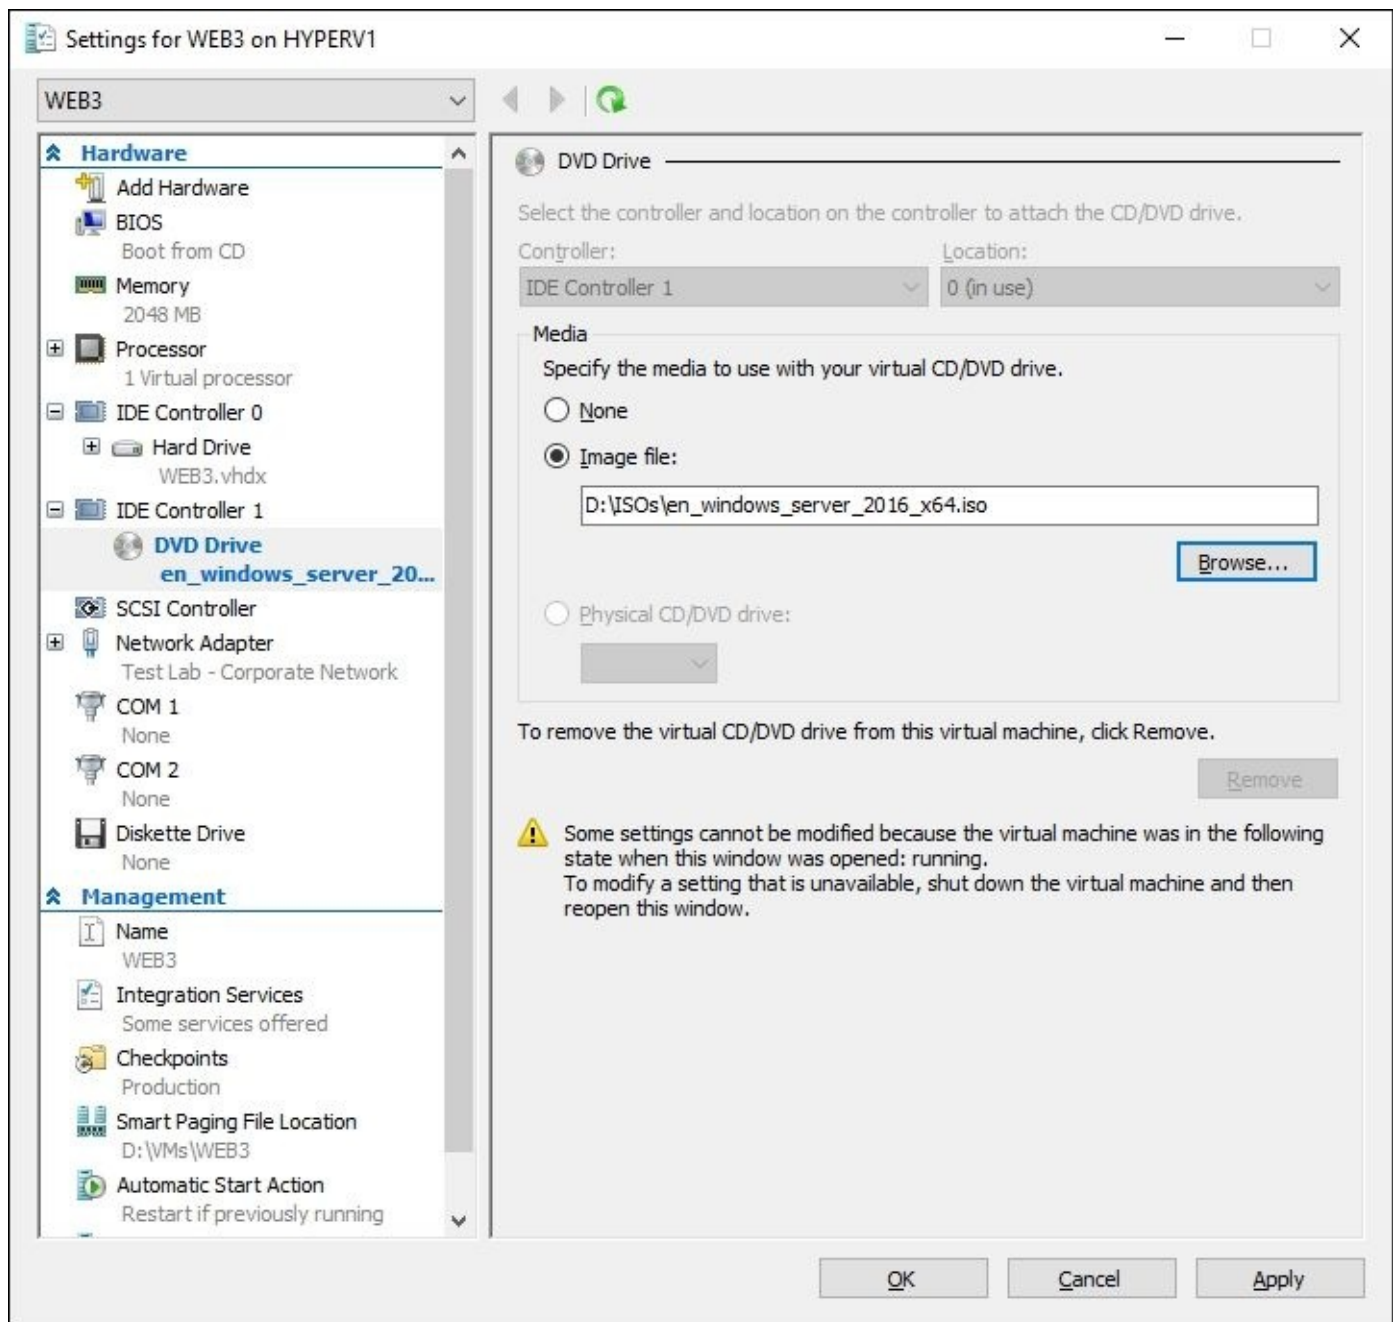 Settings for WEB3 on HYPERV1
WEB3
Hardware
Add Hardware
BIOS
Boot from CD
Memory
2048 MB
Processor
1 Virtual processor
IDE Controller 0
Hard Drive
WEB3.vhdx
IDE Controller 1
DVD Drive
en_windows_server_20...
SCSI Controller
Network Adapter
Test Lab - Corporate Network
COM 1
None
COM 2
None
Diskette Drive
None
Management
Name
WEB3
Integration Services
Some services offered
Checkpoints
Production
Smart Paging File Location
D:\VMs\WEB3
Automatic Start Action
Restart if previously running
DVD Drive
Select the controller and location on the controller to attach the CD/DVD drive.
Controller: Location:
IDE Controller 1 0 (in use)
Media
Specify the media to use with your virtual CD/DVD drive.
None
Image file:
D:\ISOs\en_windows_server_2016_x64.iso
Browse...
Physical CD/DVD drive:
To remove the virtual CD/DVD drive from this virtual machine, click Remove.
Remove
Some settings cannot be modified because the virtual machine was in the following
state when this window was opened: running.
To modify a setting that is unavailable, shut down the virtual machine and then
reopen this window.
OK Cancel Apply